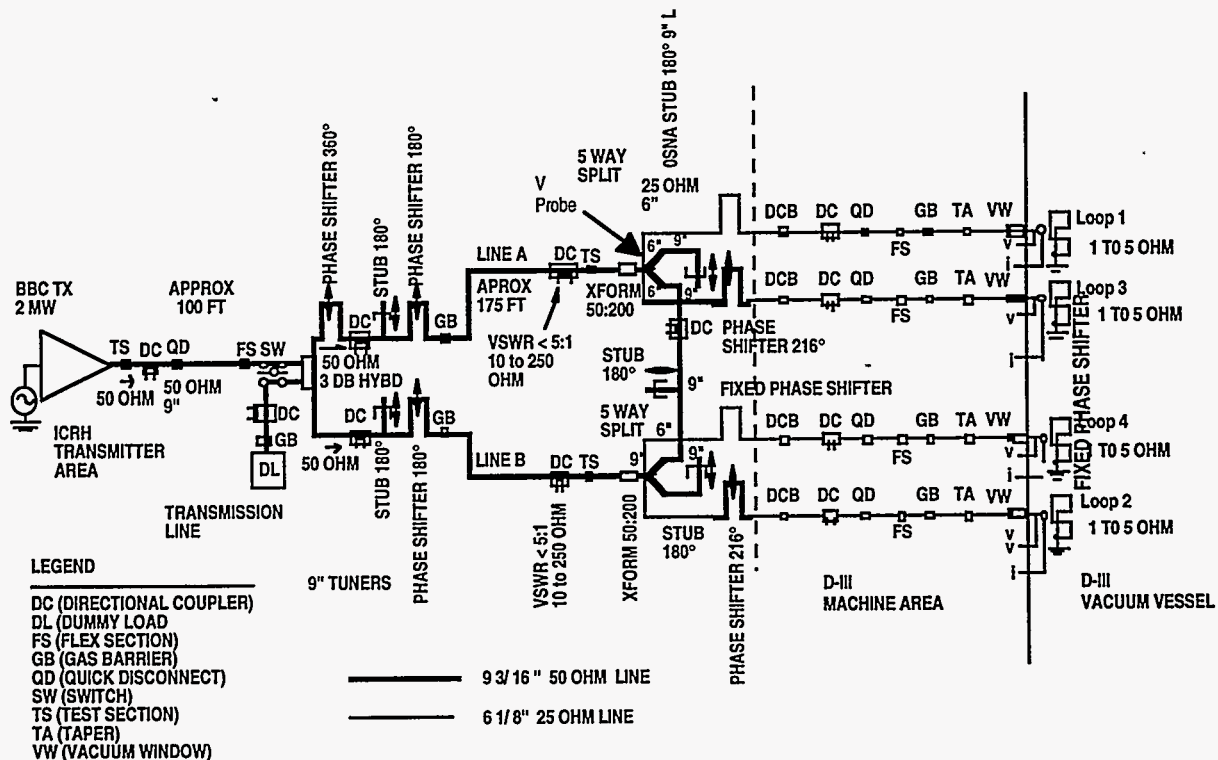 0SNA STUB 180° 9" L
PHASE SHIFTER 360°
STUB 180°
PHASE SHIFTER 180°
5 WAY
SPLIT
V
Probe
25 OHM
6"
BBC TX
2 MW
APPROX
100 FT
TS
DC
QD
50 OHM
50 OHM
9"
FS SW
ICRH
TRANSMITTER
AREA
DC
GB
DL
TRANSMISSION
LINE
DC
50 OHM
3 DB HYBD
DC
50 OHM
GB
GB
STUB 180°
PHASE SHIFTER 180°
9" TUNERS
LINE A
APROX
175 FT
DC TS
VSWR < 5:1
10 to 250
OHM
XFORM
50:200
6"
9"
6"
9"
DC
PHASE
SHIFTER 216°
STUB
180°
9"
FIXED PHASE SHIFTER
5 WAY
SPLIT
6"
9"
9"
LINE B
DC TS
VSWR < 5:1
10 to 250 OHM
XFORM 50:200
STUB
180°
PHASE SHIFTER 216°
DCB DC QD GB TA VW
FS
V
i
Loop 1
1 TO 5 OHM
DCB DC QD GB TA VW
FS
V
i
Loop 3
1 TO 5 OHM
FIXED PHASE SHIFTER
DCB DC QD GB TA VW
FS
i
Loop 4
TO 5 OHM
DCB DC QD GB TA VW
FS
V
V
i
Loop 2
1 TO 5 OHM
D-III
MACHINE AREA
D-III
VACUUM VESSEL
LEGEND
DC (DIRECTIONAL COUPLER)
DL (DUMMY LOAD
FS (FLEX SECTION)
GB (GAS BARRIER)
QD (QUICK DISCONNECT)
SW (SWITCH)
TS (TEST SECTION)
TA (TAPER)
VW (VACUUM WINDOW)
9 3/16 " 50 OHM LINE
6 1/8" 25 OHM LINE